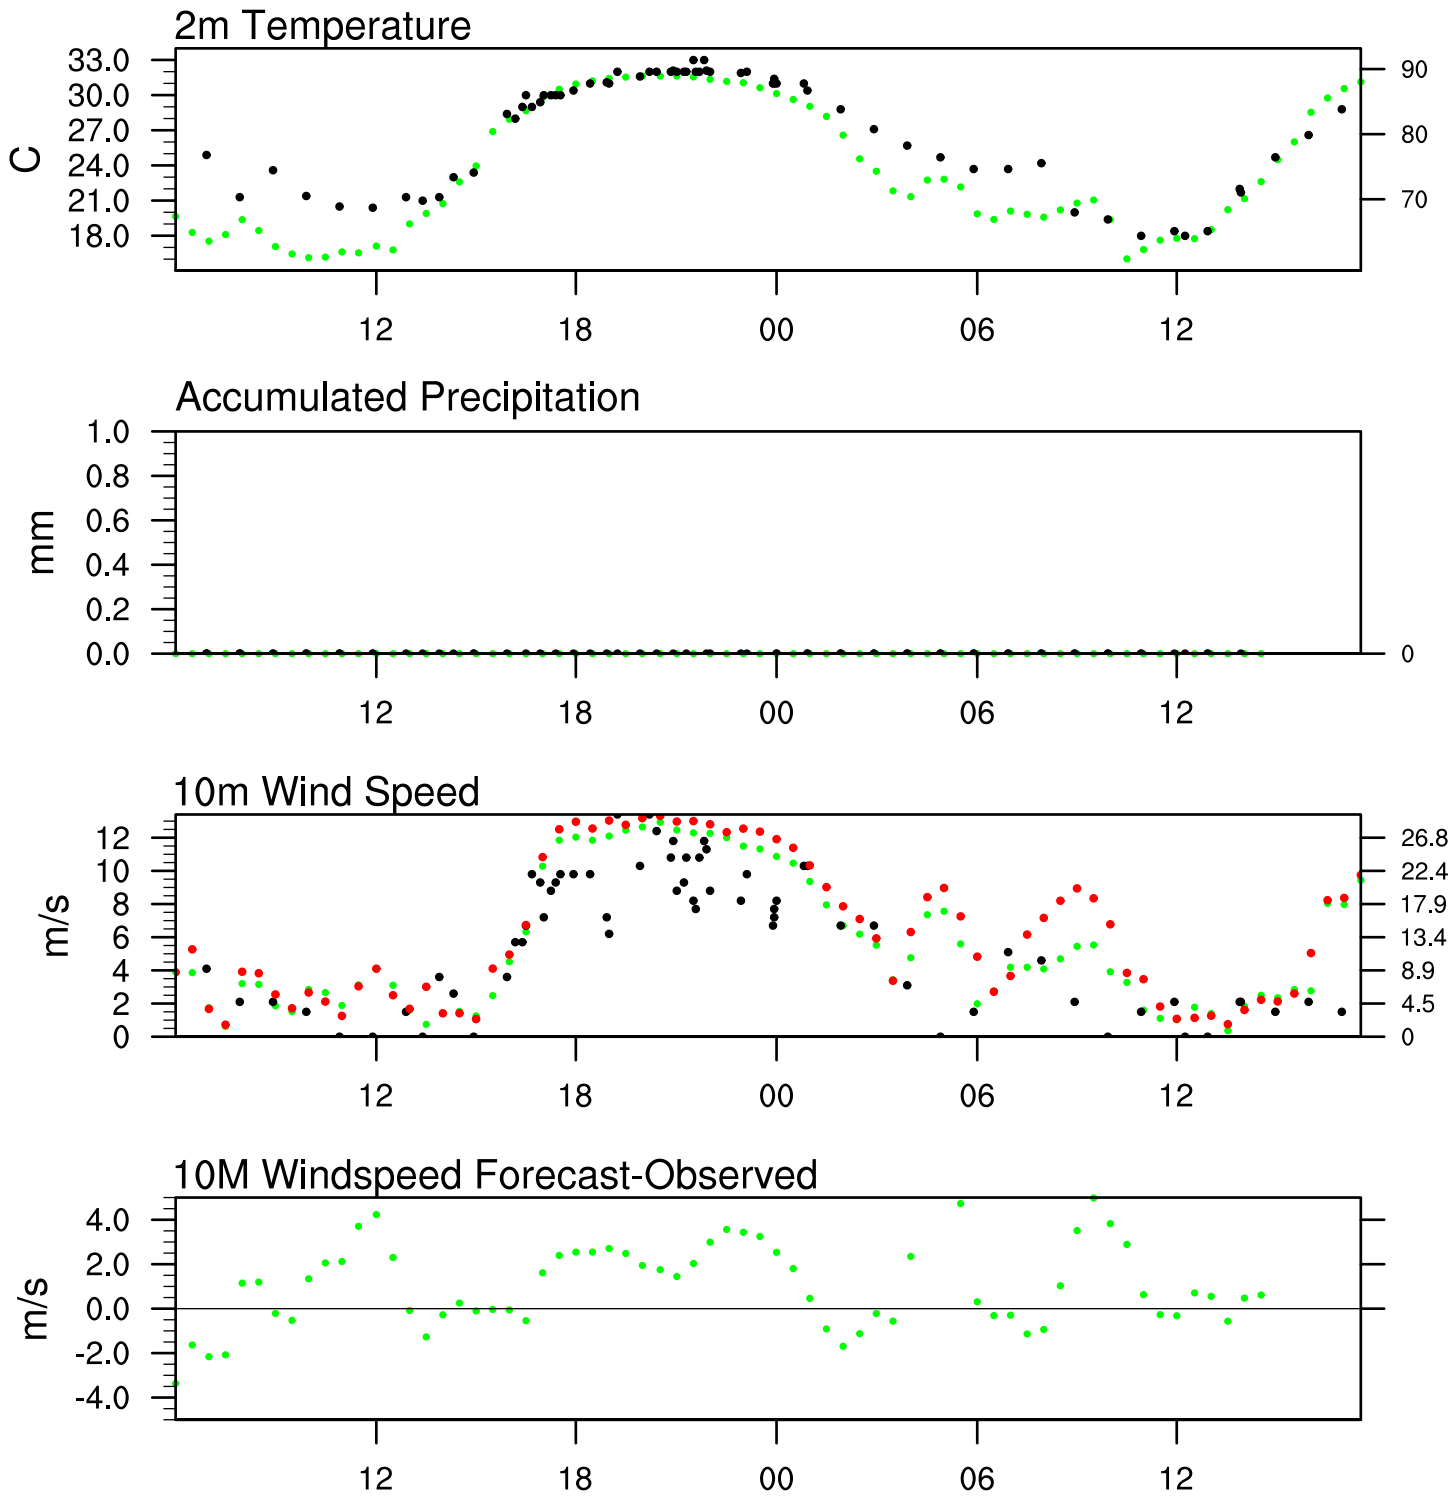 2m Temperature
33.0
30.0
27.0
24.0
21.0
18.0
C
90
80
70
12 18 00 06 12
Accumulated Precipitation
1.0
0.8
0.6
0.4
0.2
0.0
mm
0
12 18 00 06 12
10m Wind Speed
12
10
8
6
4
2
0
m/s
26.8
22.4
17.9
13.4
8.9
4.5
0
12 18 00 06 12
10M Windspeed Forecast-Observed
4.0
2.0
0.0
-2.0
-4.0
m/s
12 18 00 06 12